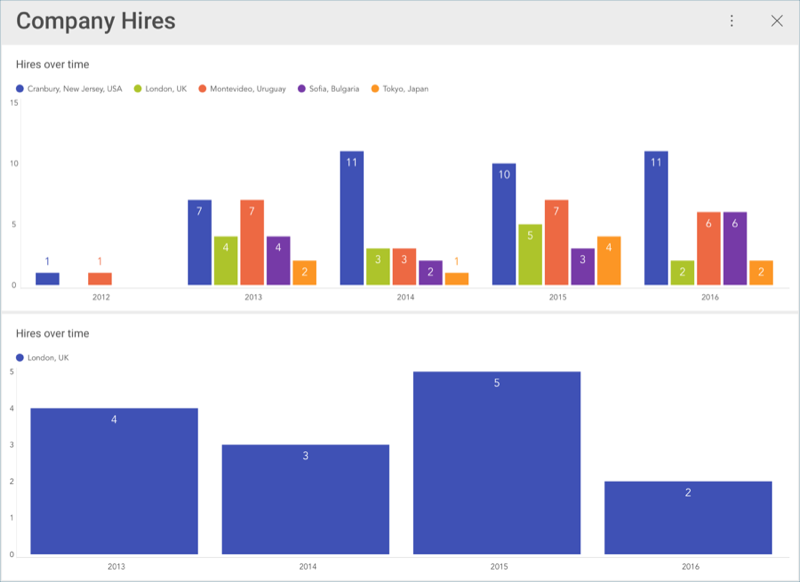 Company Hires
Hires over time
Cranbury, New Jersey, USA London, UK Montevideo, Uruguay Sofia, Bulgaria Tokyo, Japan
15
10
5
0
1 1
7 4 7 4 2
11 3 3 2 1
10 5 7 3 4
11 2 6 6 2
2012 2013 2014 2015 2016
Hires over time
London, UK
5
4
3
2
1
0
4 3 5 2
2013 2014 2015 2016